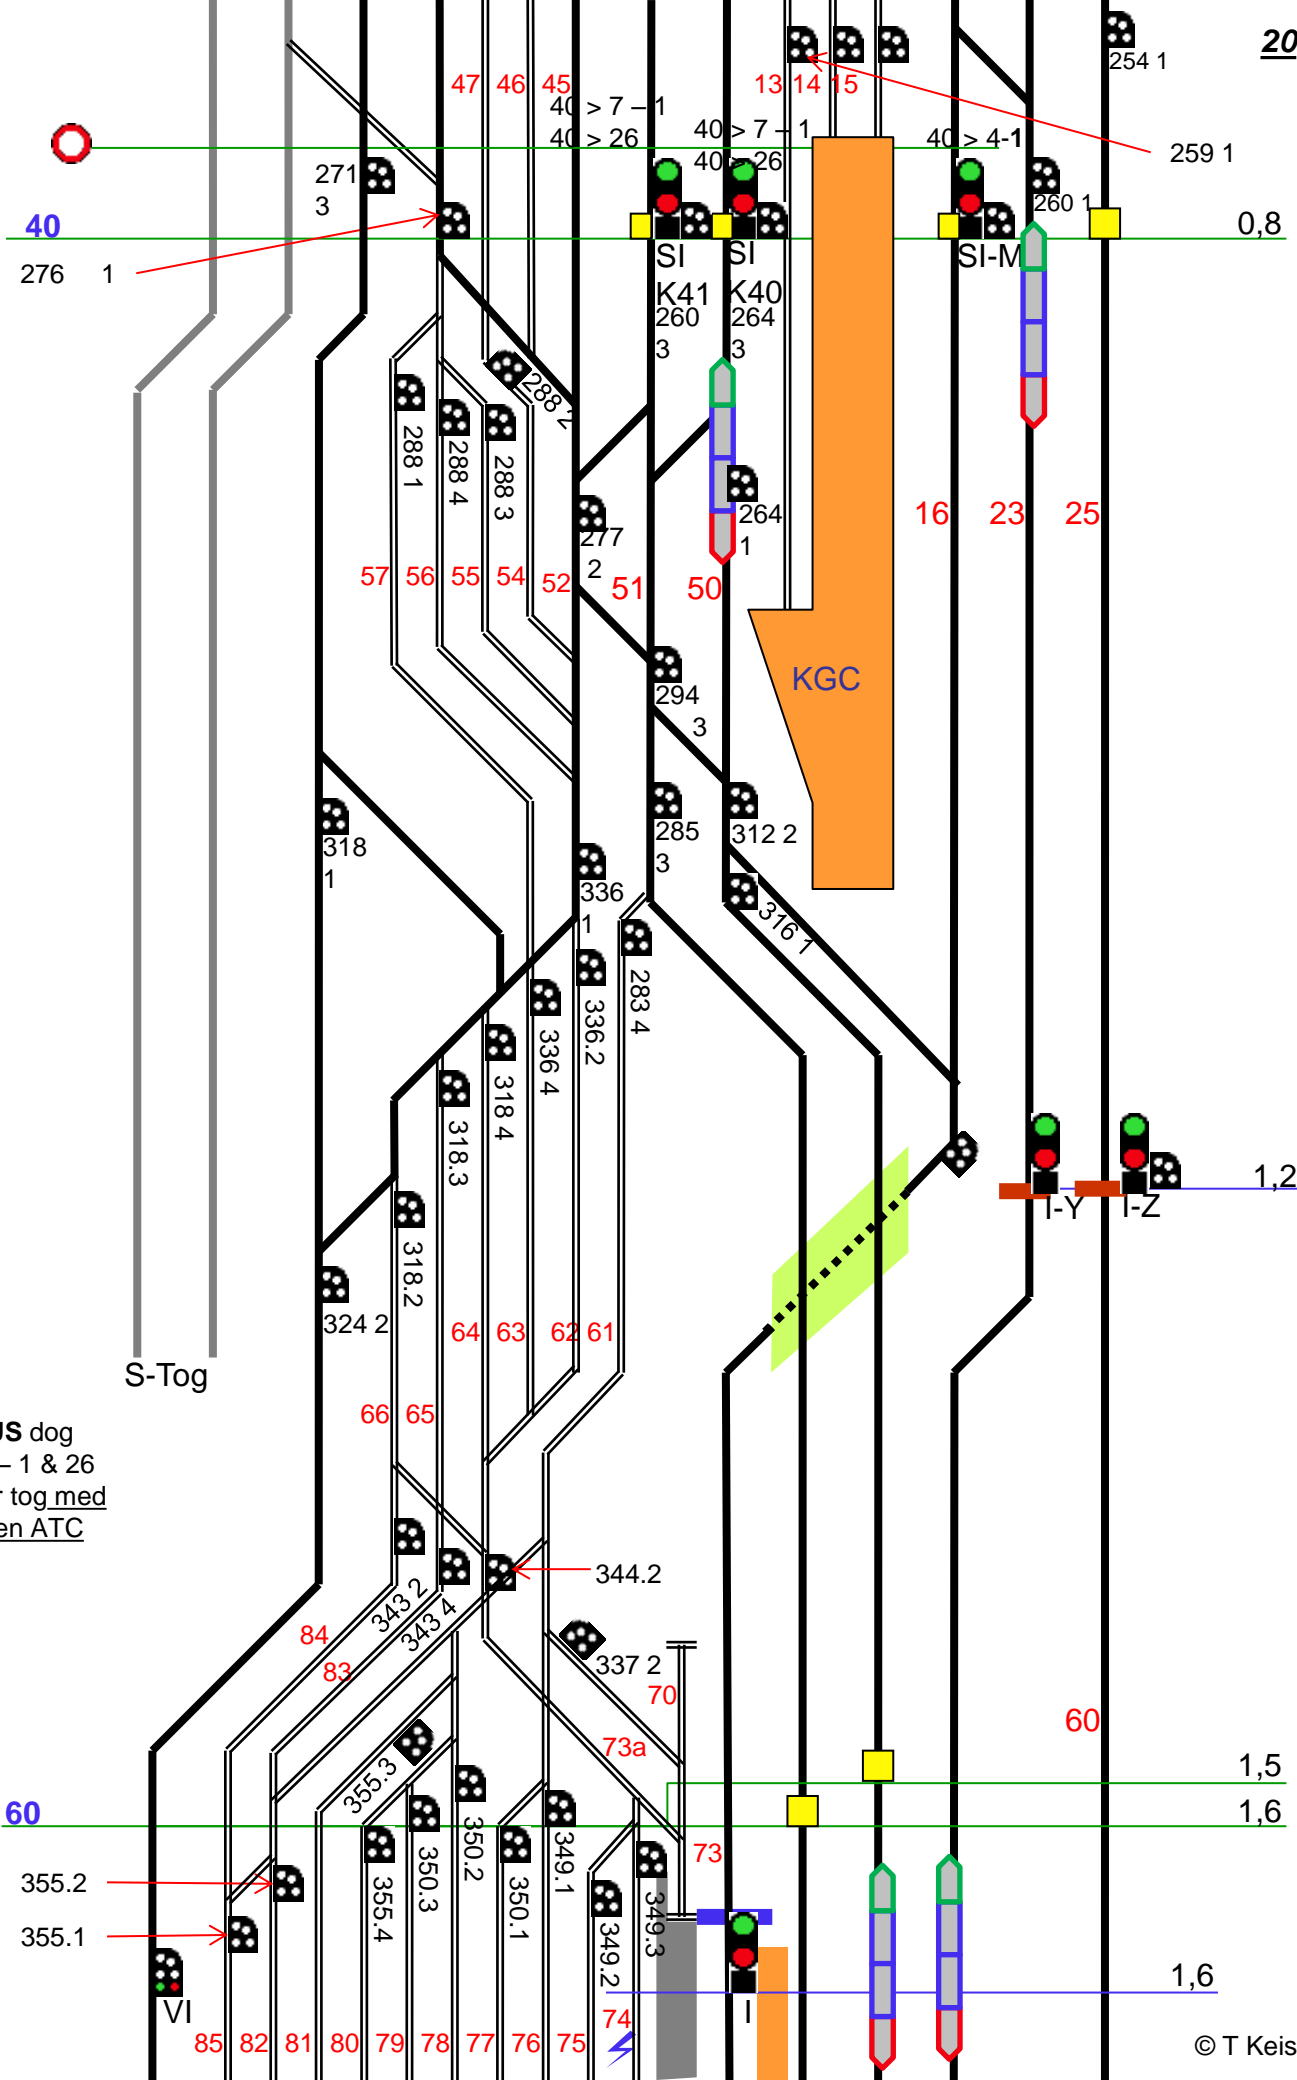 20
254 1
47 46 45
13 14 15
40 > 7 – 1
40 > 26
40 > 7 – 1
40 > 26
40 > 4-1
259 1
271
3
260 1
40
0,8
276 1
SI
K41
260
3
SI
K40
264
3
SI-M
288 2
288 1
288 4
288 3
264
1
16 23 25
277
2
57 56 55 54 52 51 50
KGC
294
3
318
1
285
3
312 2
336
1
316 1
283 4
336.2
336 4
318 4
318.3
1,2
I-Y
I-Z
318.2
324 2
64 63 62 61
S-Tog
66 65
US dog
– 1 & 26
r tog med
en ATC
344.2
343 2
343 4
84
83
337 2
70
60
73a
355.3
1,5
60
1,6
350.2
350.3
349.1
73
355.2
355.4
350.1
349.3
355.1
349.2
1,6
VI
I
74
85 82 81 80 79 78 77 76 75
© T Keis